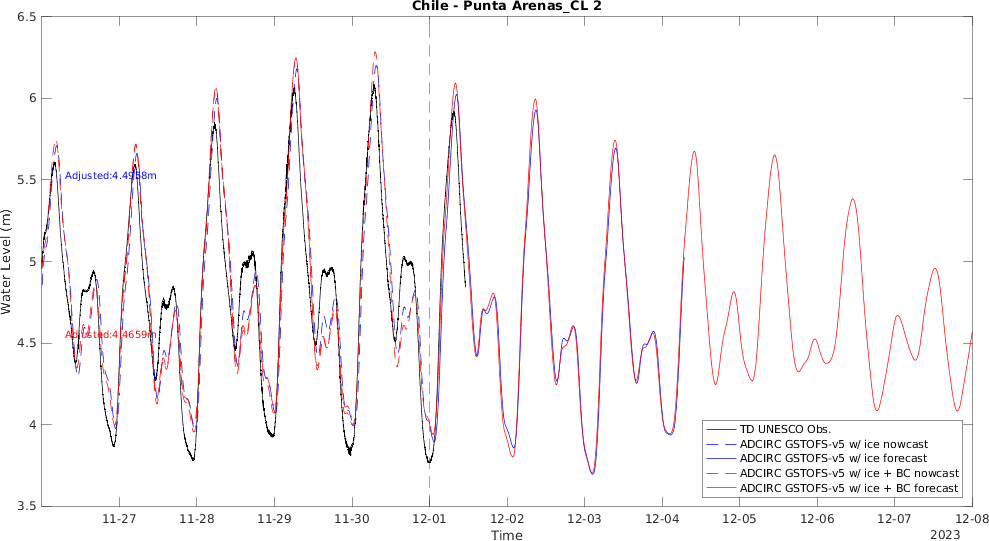 Chile - Punta Arenas_CL 2
6.5
6
5.5
5
4.5
4
3.5
Water Level (m)
Adjusted:4.4958m
Adjusted:4.4659m
TD UNESCO Obs.
ADCIRC GSTOFS-v5 w/ ice nowcast
ADCIRC GSTOFS-v5 w/ ice forecast
ADCIRC GSTOFS-v5 w/ ice + BC nowcast
ADCIRC GSTOFS-v5 w/ ice + BC forecast
11-27
11-28
11-29
11-30
12-01
12-02
12-03
12-04
12-05
12-06
12-07
12-08
Time
2023